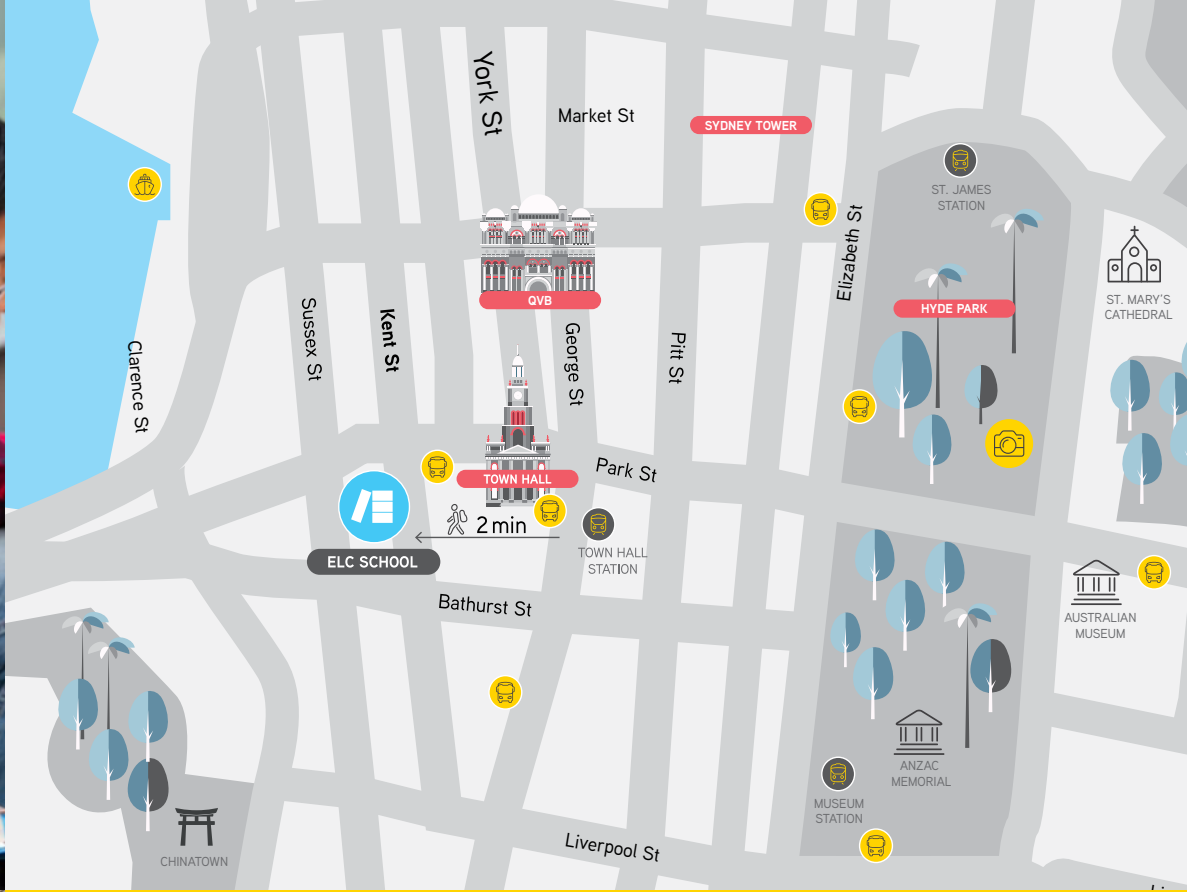 York St
Market St
SYDNEY TOWER
ST. JAMES
STATION
Elizabeth St
ST. MARY'S
CATHEDRAL
QVB
HYDE PARK
Sussex St
Kent St
George St
Pitt St
Clarence St
Park St
TOWN HALL
2 min
ELC SCHOOL
TOWN HALL
STATION
Bathurst St
AUSTRALIAN
MUSEUM
ANZAC
MEMORIAL
MUSEUM
STATION
Liverpool St
CHINATOWN